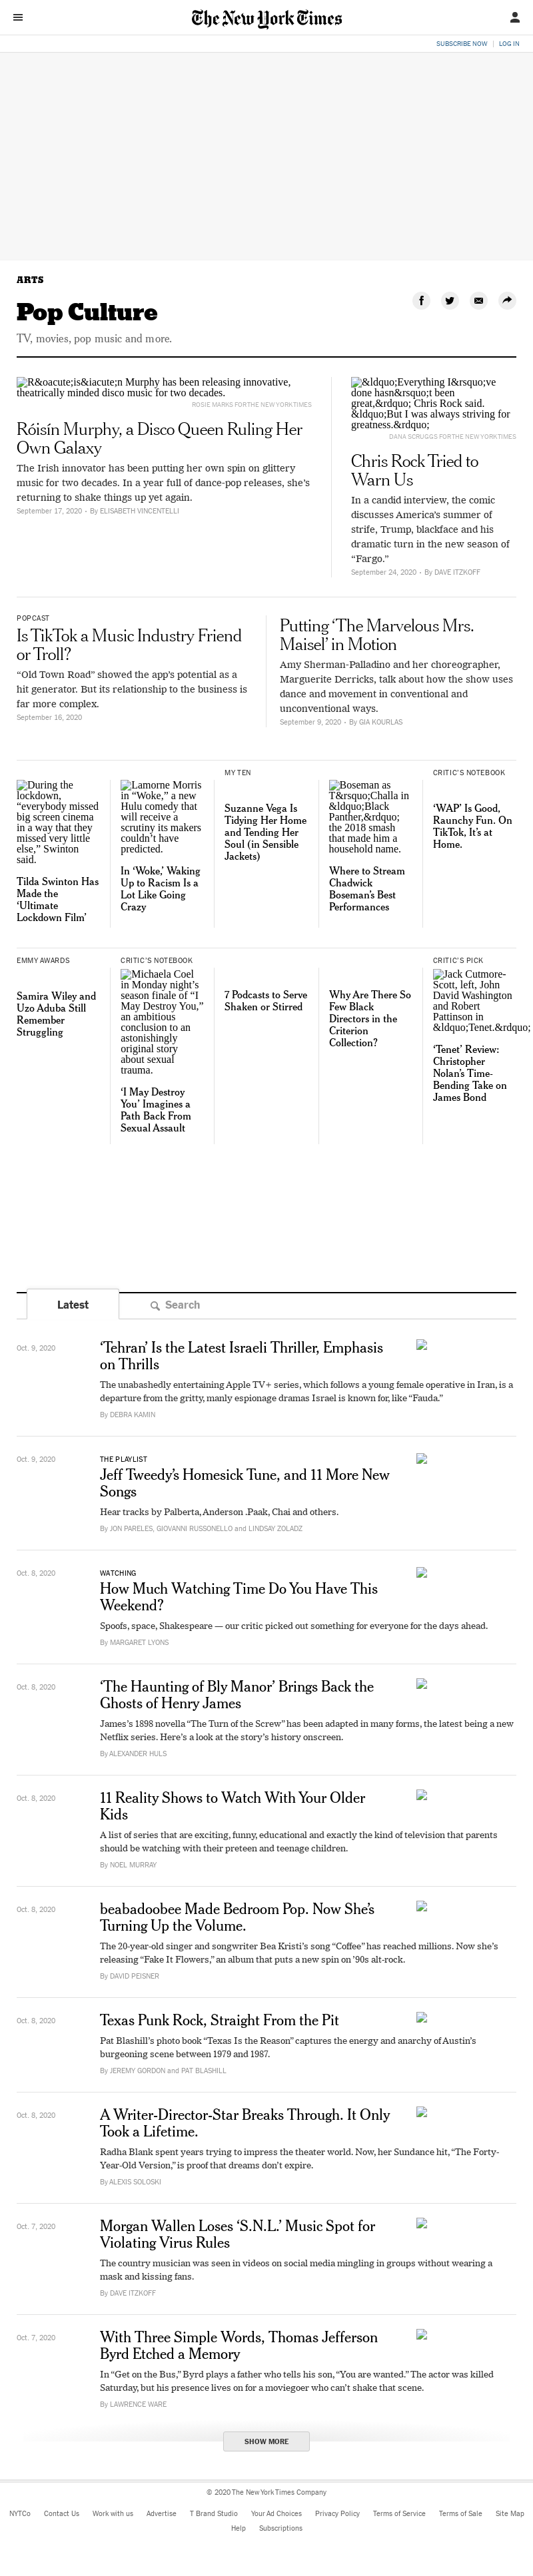 The New York Times
SUBSCRIBE NOW | LOG IN
ARTS
Pop Culture
TV, movies, pop music and more.
R&oacute;is&iacute;n Murphy has been releasing innovative,
theatrically minded disco music for two decades.
ROSIE MARKS FOR THE NEW YORK TIMES
Róisín Murphy, a Disco Queen Ruling Her
Own Galaxy
The Irish innovator has been putting her own spin on glittery
music for two decades. In a year full of dance-pop releases, she's
returning to shake things up yet again.
September 17, 2020 - By ELISABETH VINCENTELLI
&ldquo;Everything I&rsquo;ve
done hasn&rsquo;t been
great,&rdquo; Chris Rock said.
&ldquo;But I was always striving for
greatness.&rdquo;
DANA SCRUGGS FOR THE NEW YORK TIMES
Chris Rock Tried to
Warn Us
In a candid interview, the comic
discusses America's summer of
strife, Trump, blackface and his
dramatic turn in the new season of
“Fargo.”
September 24, 2020 - By DAVE ITZKOFF
POPCAST
Is TikTok a Music Industry Friend
or Troll?
“Old Town Road” showed the app's potential as a
hit generator. But its relationship to the business is
far more complex.
September 16, 2020
Putting ‘The Marvelous Mrs.
Maisel’ in Motion
Amy Sherman-Palladino and her choreographer,
Marguerite Derricks, talk about how the show uses
dance and movement in conventional and
unconventional ways.
September 9, 2020 - By GIA KOURLAS
During the
lockdown,
“everybody missed
big screen cinema
in a way that they
missed very little
else,” Swinton
said.
Tilda Swinton Has
Made the
‘Ultimate
Lockdown Film’
Lamorne Morris
in “Woke,” a new
Hulu comedy that
will receive a
scrutiny its makers
couldn’t have
predicted.
In ‘Woke,’ Waking
Up to Racism Is a
Lot Like Going
Crazy
MY TEN
Suzanne Vega Is
Tidying Her Home
and Tending Her
Soul (in Sensible
Jackets)
Boseman as
T&rsquo;Challa in
&ldquo;Black
Panther,&rdquo;
the 2018 smash
that made him a
household name.
Where to Stream
Chadwick
Boseman’s Best
Performances
CRITIC’S NOTEBOOK
‘WAP’ Is Good,
Raunchy Fun. On
TikTok, It’s at
Home.
EMMY AWARDS
Samira Wiley and
Uzo Aduba Still
Remember
Struggling
CRITIC’S NOTEBOOK
Michaela Coel
in Monday night’s
season finale of “I
May Destroy You,”
an ambitious
conclusion to an
astonishingly
original story
about sexual
trauma.
‘I May Destroy
You’ Imagines a
Path Back From
Sexual Assault
7 Podcasts to Serve
Shaken or Stirred
Why Are There So
Few Black
Directors in the
Criterion
Collection?
CRITIC’S PICK
Jack Cutmore-
Scott, left, John
David Washington
and Robert
Pattinson in
&ldquo;Tenet.&rdquo;
‘Tenet’ Review:
Christopher
Nolan’s Time-
Bending Take on
James Bond
Latest
Search
Oct. 9, 2020
‘Tehran’ Is the Latest Israeli Thriller, Emphasis
on Thrills
The unabashedly entertaining Apple TV+ series, which follows a young female operative in Iran, is a
departure from the gritty, manly espionage dramas Israel is known for, like “Fauda.”
By DEBRA KAMIN
Oct. 9, 2020
THE PLAYLIST
Jeff Tweedy’s Homesick Tune, and 11 More New
Songs
Hear tracks by Palberta, Anderson .Paak, Chai and others.
By JON PARELES, GIOVANNI RUSSONELLO and LINDSAY ZOLADZ
Oct. 8, 2020
WATCHING
How Much Watching Time Do You Have This
Weekend?
Spoofs, space, Shakespeare — our critic picked out something for everyone for the days ahead.
By MARGARET LYONS
Oct. 8, 2020
‘The Haunting of Bly Manor’ Brings Back the
Ghosts of Henry James
James’s 1898 novella “The Turn of the Screw” has been adapted in many forms, the latest being a new
Netflix series. Here’s a look at the story’s history onscreen.
By ALEXANDER HULS
Oct. 8, 2020
11 Reality Shows to Watch With Your Older
Kids
A list of series that are exciting, funny, educational and exactly the kind of television that parents
should be watching with their preteen and teenage children.
By NOEL MURRAY
Oct. 8, 2020
beabadoobee Made Bedroom Pop. Now She’s
Turning Up the Volume.
The 20-year-old singer and songwriter Bea Kristi’s song “Coffee” has reached millions. Now she’s
releasing “Fake It Flowers,” an album that puts a new spin on ’90s alt-rock.
By DAVID PEISNER
Oct. 8, 2020
Texas Punk Rock, Straight From the Pit
Pat Blashill’s photo book “Texas Is the Reason” captures the energy and anarchy of Austin’s
burgeoning scene between 1979 and 1987.
By JEREMY GORDON and PAT BLASHILL
Oct. 8, 2020
A Writer-Director-Star Breaks Through. It Only
Took a Lifetime.
Radha Blank spent years trying to impress the theater world. Now, her Sundance hit, “The Forty-
Year-Old Version,” is proof that dreams don’t expire.
By ALEXIS SOLOSKI
Oct. 7, 2020
Morgan Wallen Loses ‘S.N.L.’ Music Spot for
Violating Virus Rules
The country musician was seen in videos on social media mingling in groups without wearing a
mask and kissing fans.
By DAVE ITZKOFF
Oct. 7, 2020
With Three Simple Words, Thomas Jefferson
Byrd Etched a Memory
In “Get on the Bus,” Byrd plays a father who tells his son, “You are wanted.” The actor was killed
Saturday, but his presence lives on for a moviegoer who can’t shake that scene.
By LAWRENCE WARE
SHOW MORE
© 2020 The New York Times Company
NYTCo Contact Us Work with us Advertise T Brand Studio Your Ad Choices Privacy Policy Terms of Service Terms of Sale Site Map
Help Subscriptions